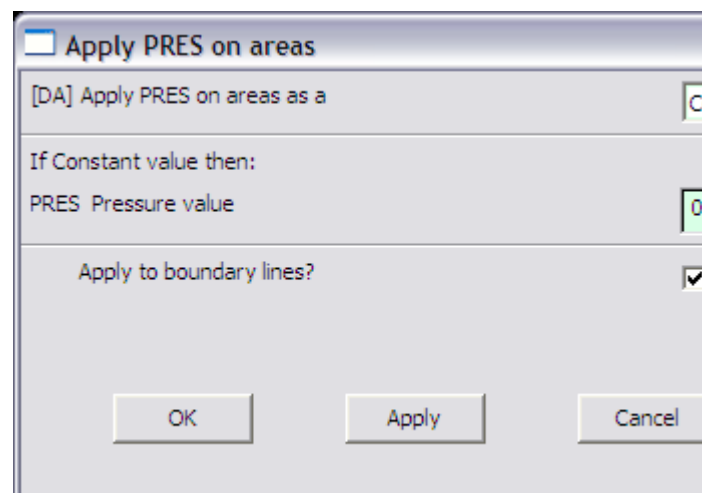 Apply PRES on areas
[DA] Apply PRES on areas as a
If Constant value then:
PRES Pressure value 0
Apply to boundary lines?
OK Apply Cancel